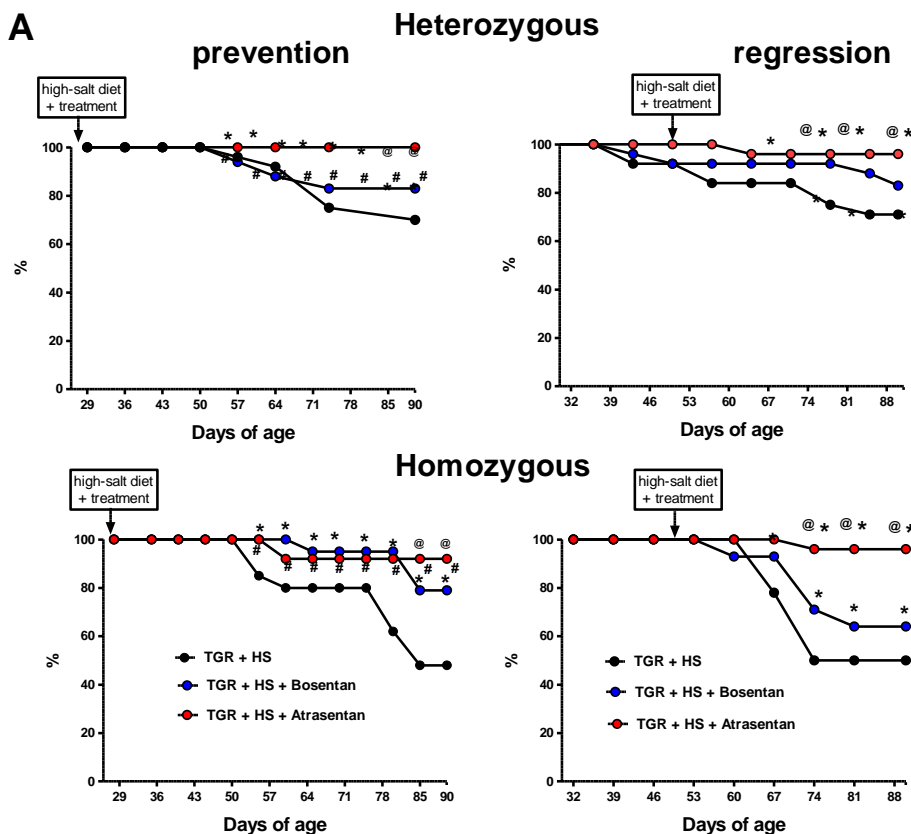 A
Heterozygous
prevention
regression
high-salt diet
+ treatment
high-salt diet
+ treatment
* * * * * * @ @
# # # # # # # #
* *
* @ * @ * @ *
* * *
100
80
60
40
20
0
%
29 36 43 50 57 64 71 78 85 90
Days of age
100
80
60
40
20
0
%
32 39 46 53 60 67 74 81 88
Days of age
Homozygous
high-salt diet
+ treatment
high-salt diet
+ treatment
* * * * * * @ @
# # # # # # # #
* *
* @ * @ * @ *
* * *
100
80
60
40
20
0
%
TGR + HS
TGR + HS + Bosentan
TGR + HS + Atrasentan
29 36 43 50 57 64 71 78 85 90
Days of age
100
80
60
40
20
0
%
TGR + HS
TGR + HS + Bosentan
TGR + HS + Atrasentan
32 39 46 53 60 67 74 81 88
Days of age